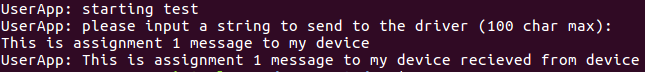 UserApp: starting test
UserApp: please input a string to send to the driver (100 char max):
This is assignment 1 message to my device
UserApp: This is assignment 1 message to my device recieved from device